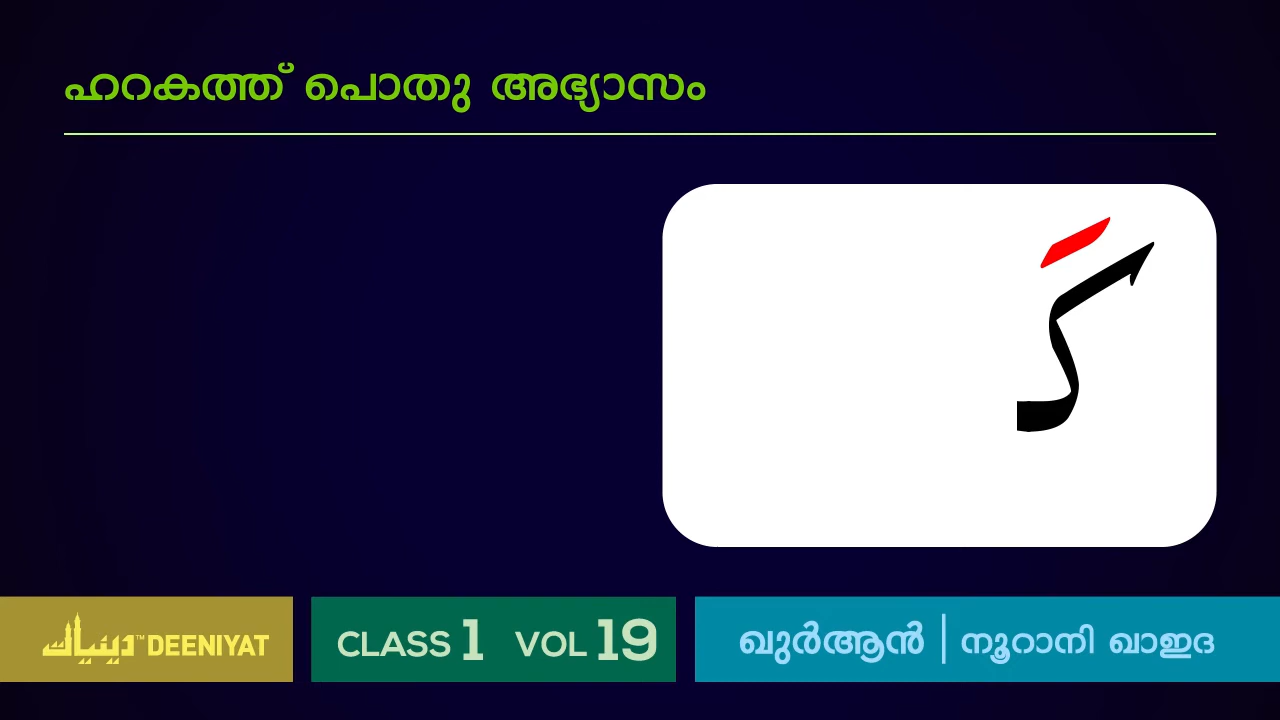 ഹറകത്ത് പൊതു അഭ്യാസം
كَ
دينيات™ DEENIYAT
CLASS 1 VOL 19
ഖുർആൻ | നൂറാനി ഖാഇദ